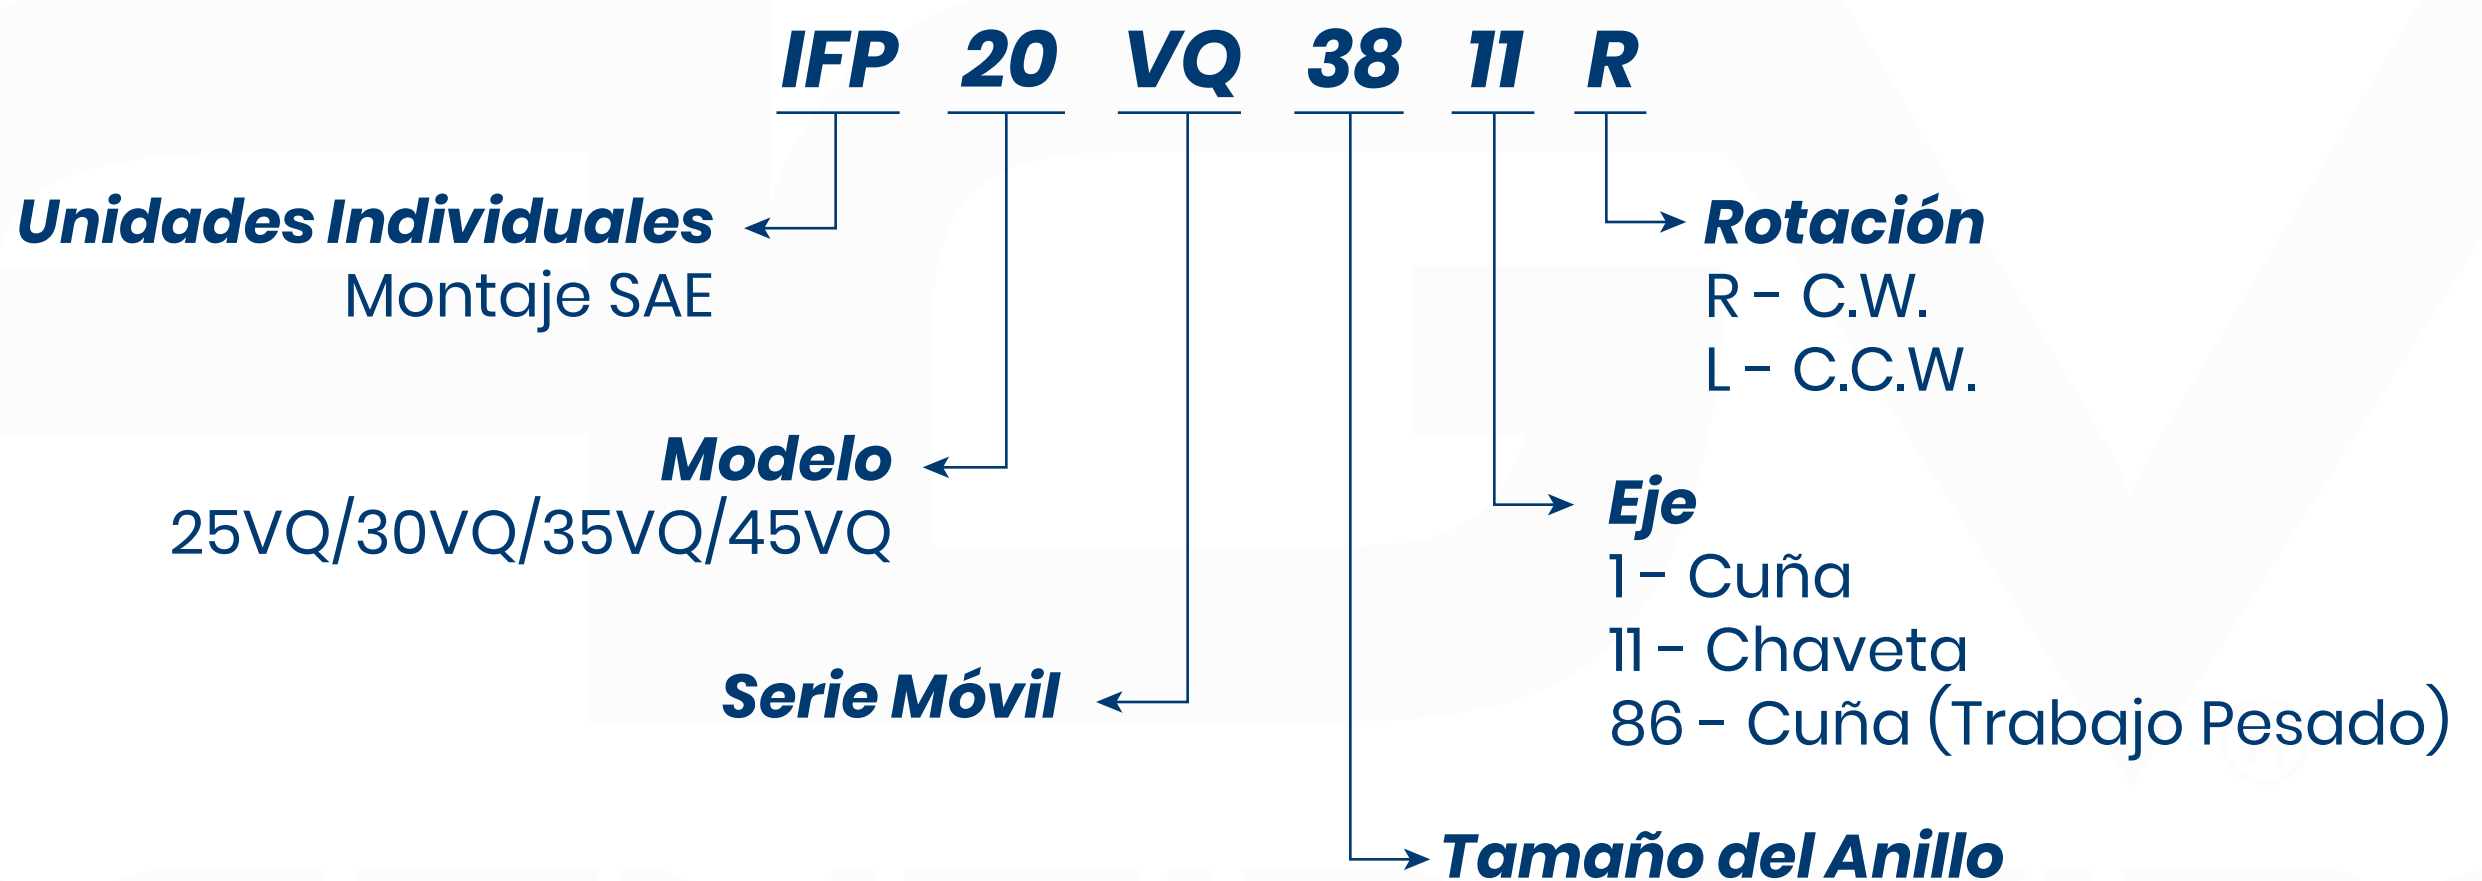 IFP 20 VQ 38 11 R
Unidades Individuales
Montaje SAE
Rotación
R - C.W.
L - C.C.W.
Modelo
25VQ/30VQ/35VQ/45VQ
Eje
1 - Cuña
11 - Chaveta
86 - Cuña (Trabajo Pesado)
Serie Móvil
Tamaño del Anillo